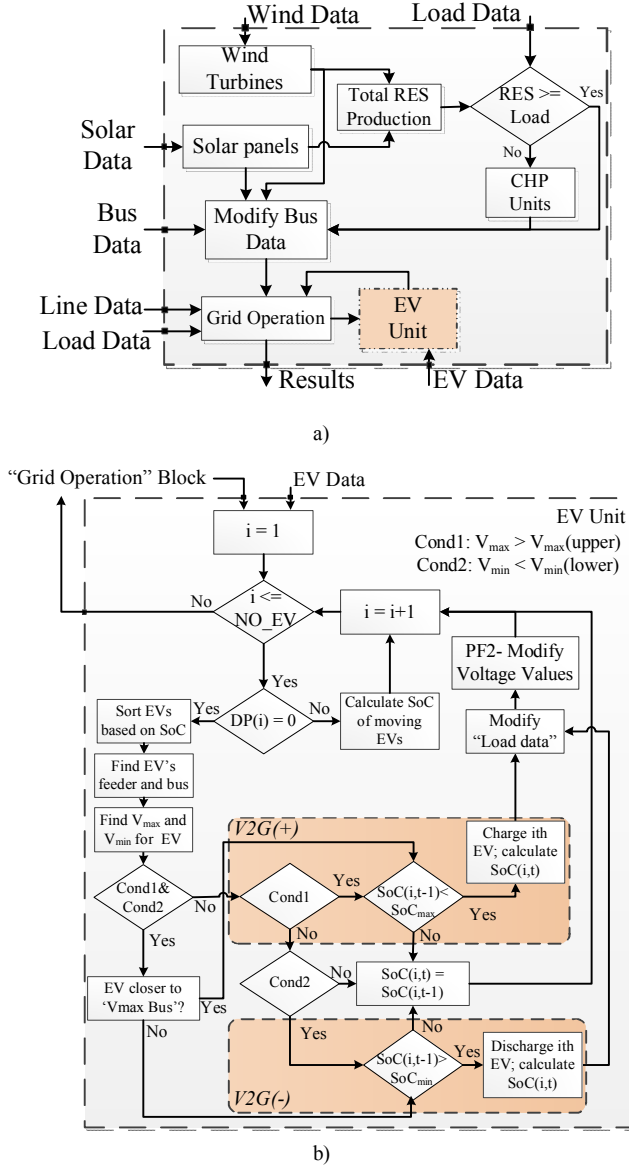 Wind Data
Load Data
Wind
Turbines
Total RES
Production
RES >=
Load
Yes
No
Solar
Data
Solar panels
CHP
Units
Bus
Data
Modify Bus
Data
Line Data
Load Data
Grid Operation
EV
Unit
Results
EV Data
a)
“Grid Operation” Block
EV Data
EV Unit
Cond1: Vmax > Vmax(upper)
Cond2: Vmin < Vmin(lower)
i = 1
No
i <=
NO_EV
i = i+1
PF2- Modify
Voltage Values
Yes
Yes
DP(i) = 0
No
Calculate SoC
of moving
EVs
Modify
“Load data”
Sort EVs
based on SoC
Find EV’s
feeder and bus
Find Vmax and
Vmin for EV
V2G(+)
Charge ith
EV; calculate
SoC(i,t)
Cond1&
Cond2
No
Cond1
Yes
SoC(i,t-1)<
SoCmax
Yes
Yes
No
No
EV closer to
‘Vmax Bus’?
Yes
Cond2
No
SoC(i,t) =
SoC(i,t-1)
No
Yes
No
SoC(i,t-1)>
SoCmin
Yes
Discharge ith
EV; calculate
SoC(i,t)
V2G(-)
b)